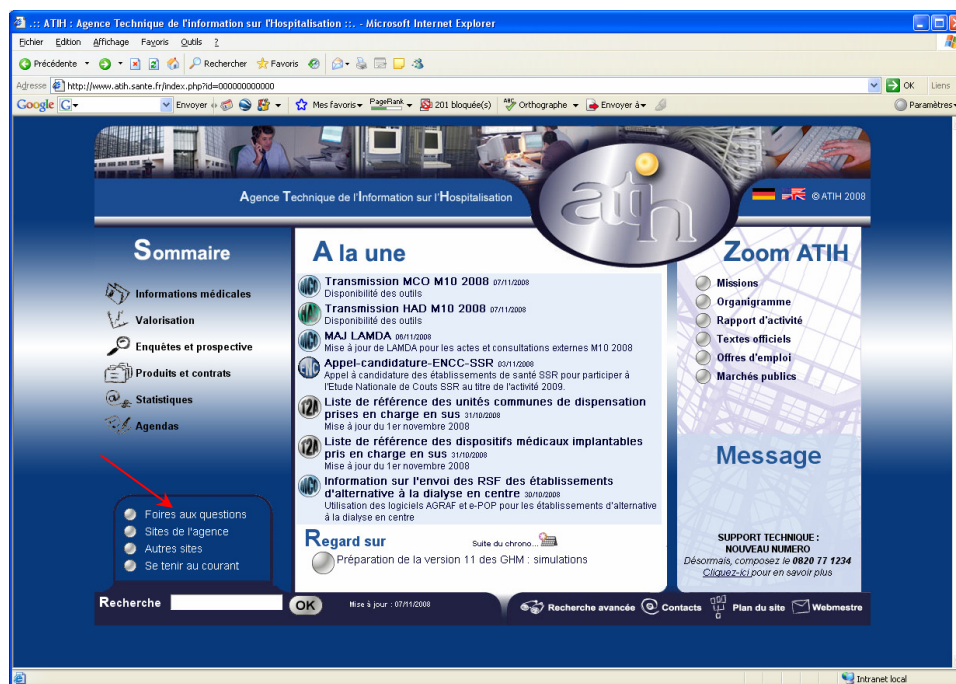 .:: ATIH : Agence Technique de l'information sur l'Hospitalisation ::. - Microsoft Internet Explorer
Fichier Edition Affichage Favoris Outils ?
Précédente Rechercher Favoris
Adresse http://www.atih.sante.fr/index.php?id=000000000000 OK Liens
Google G Envoyer Mes favoris PageRank 201 bloquée(s) Orthographe Envoyer à Paramètres
atih
Agence Technique de l'Information sur l'Hospitalisation
© ATIH 2008
Sommaire
Informations médicales
Valorisation
Enquêtes et prospective
Produits et contrats
Statistiques
Agendas
Foires aux questions
Sites de l'agence
Autres sites
Se tenir au courant
A la une
Transmission MCO M10 2008 07/11/2008
Disponibilité des outils
Transmission HAD M10 2008 07/11/2008
Disponibilité des outils
MAJ LAMDA 06/11/2008
Mise à jour de LAMDA pour les actes et consultations externes M10 2008
Appel-candidature-ENCC-SSR 03/11/2008
Appel à candidature des établissements de santé SSR pour participer à
l'Etude Nationale de Couts SSR au titre de l'activité 2009.
Liste de référence des unités communes de dispensation
prises en charge en sus 31/10/2008
Mise à jour du 1er novembre 2008
Liste de référence des dispositifs médicaux implantables
pris en charge en sus 31/10/2008
Mise à jour du 1er novembre 2008
Information sur l'envoi des RSF des établissements
d'alternative à la dialyse en centre 30/10/2008
Utilisation des logiciels AGRAF et e-POP pour les établissements d'alternative
à la dialyse en centre
Regard sur Suite du chrono...
Préparation de la version 11 des GHM : simulations
Zoom ATIH
Missions
Organigramme
Rapport d'activité
Textes officiels
Offres d'emploi
Marchés publics
Message
SUPPORT TECHNIQUE :
NOUVEAU NUMERO
Désormais, composez le 0820 77 1234
Cliquez-ici pour en savoir plus
Recherche OK Mise à jour : 07/11/2008 Recherche avancée Contacts Plan du site Webmestre
Intranet local